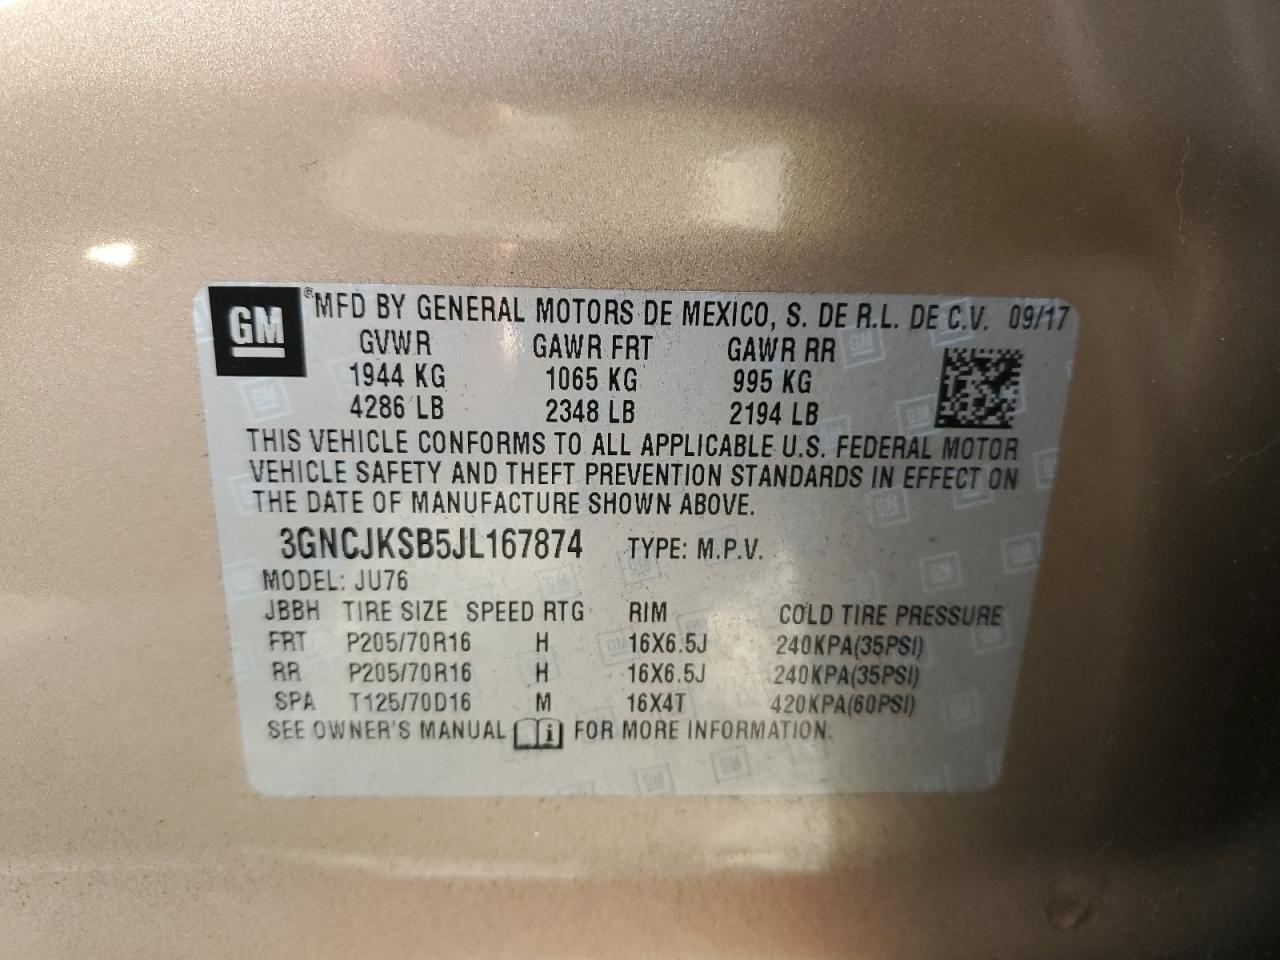 GM ® MFD BY GENERAL MOTORS DE MEXICO, S. DE R.L. DE C.V. 09/17
GVWR GAWR FRT GAWR RR
1944 KG 1065 KG 995 KG
4286 LB 2348 LB 2194 LB
THIS VEHICLE CONFORMS TO ALL APPLICABLE U.S. FEDERAL MOTOR
VEHICLE SAFETY AND THEFT PREVENTION STANDARDS IN EFFECT ON
THE DATE OF MANUFACTURE SHOWN ABOVE.
3GNCJKSB5JL167874 TYPE: M.P.V.
MODEL: JU76
JBBH TIRE SIZE SPEED RTG RIM COLD TIRE PRESSURE
FRT P205/70R16 H 16X6.5J 240KPA(35PSI)
RR P205/70R16 H 16X6.5J 240KPA(35PSI)
SPA T125/70D16 M 16X4T 420KPA(60PSI)
SEE OWNER'S MANUAL i FOR MORE INFORMATION.